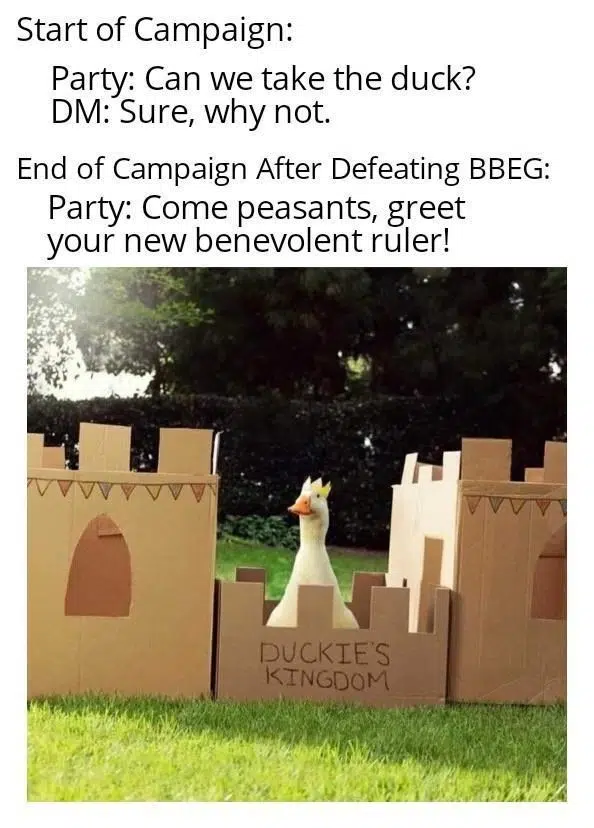 Start of Campaign:
Party: Can we take the duck?
DM: Sure, why not.
End of Campaign After Defeating BBEG:
Party: Come peasants, greet
your new benevolent ruler!
DUCKIE'S
KINGDOM